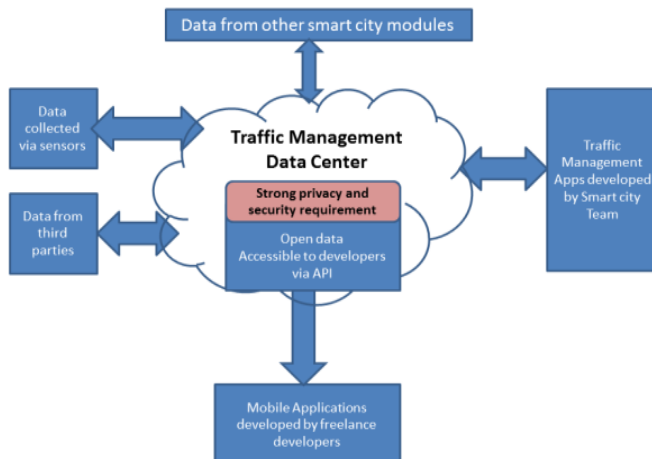 Data from other smart city modules
Data
collected
via sensors
Traffic Management
Data Center
Strong privacy and
security requirement
Open data
Accessible to developers
via API
Data from
third
parties
Traffic
Management
Apps developed
by Smart city
Team
Mobile Applications
developed by freelance
developers